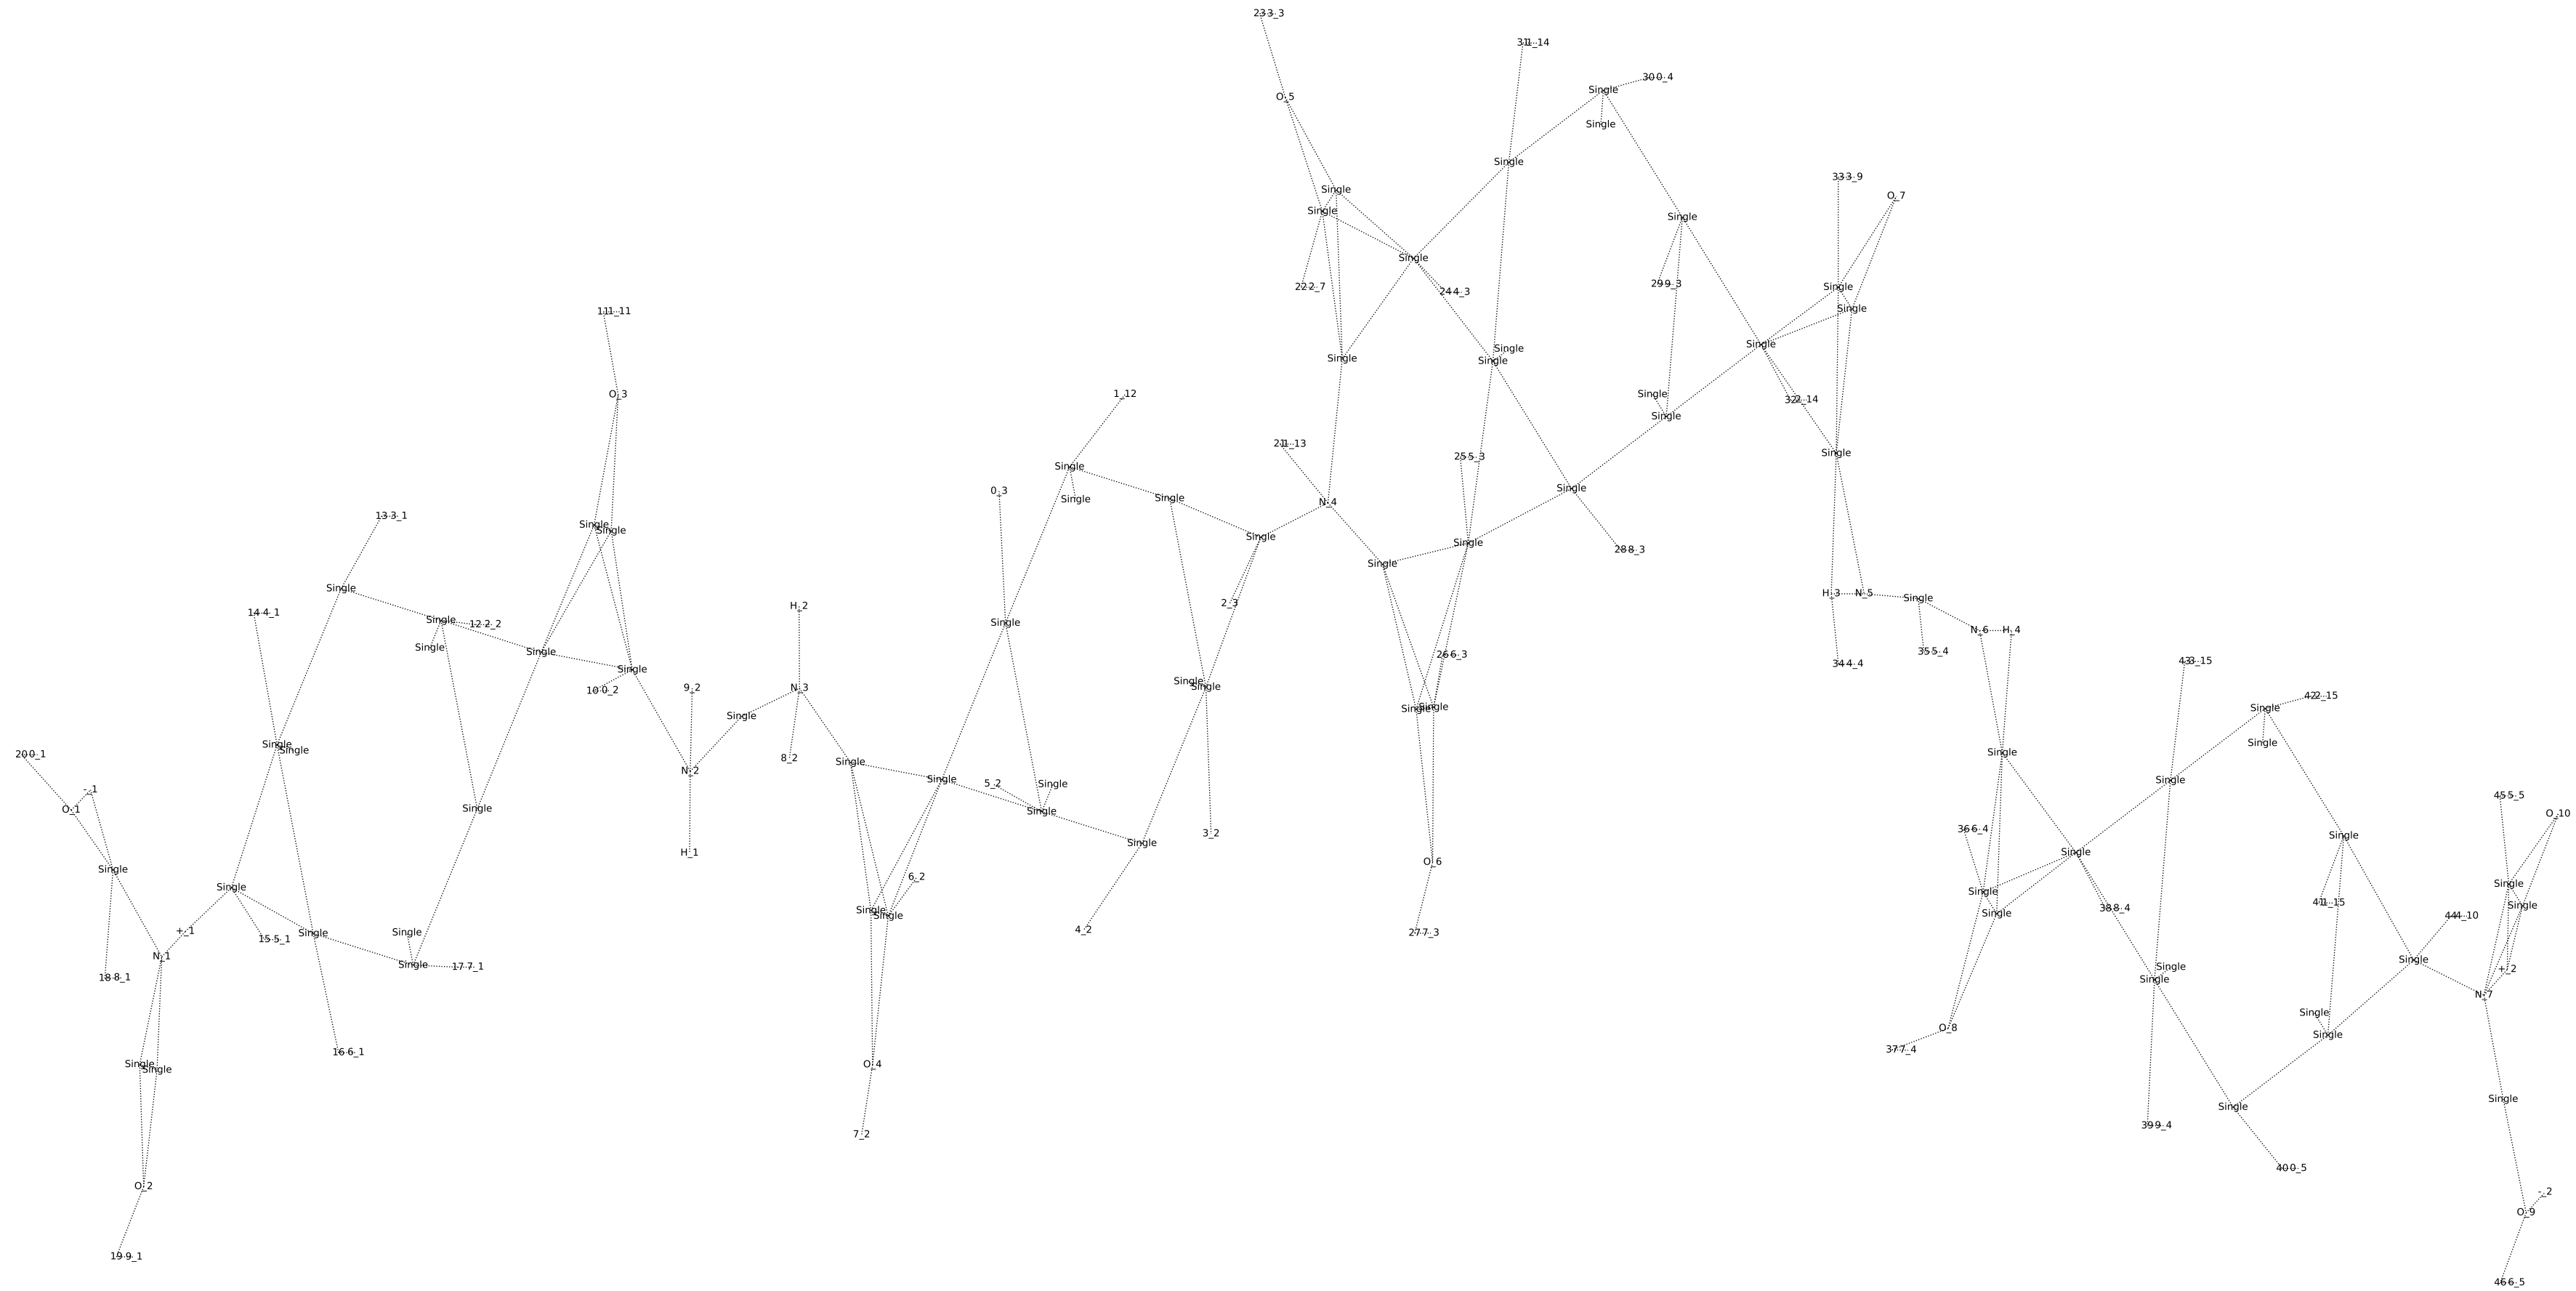 23 3_3
31 1_14
30 0_4
Single
O_5
Single
Single
33 3_9
Single
O_7
Single
Single
Single
22 2_7
29 9_3
Single
24 4_3
Single
11 1_11
Single
Single
Single
Single
Single
1_12
O_3
Single
32 2_14
Single
21 1_13
Single
25 5_3
Single
Single
0_3
Single
Single
N_4
13 3_1
Single
Single
Single
Single
Single
28 8_3
Single
Single
H_3
N_5
Single
2_3
H_2
14 4_1
Single
12 2_2
Single
N_6
H_4
Single
Single
35 5_4
26 6_3
43 3_15
34 4_4
Single
Single
Single
9_2
N_3
10 0_2
42 2_15
Single
Single
Single
Single
Single
Single
Single
20 0_1
Single
8_2
Single
N_2
Single
Single
5_2
Single
-_1
45 5_5
O_1
Single
Single
O_10
36 6_4
3_2
Single
Single
H_1
Single
O_6
Single
6_2
Single
Single
Single
41 1_15
Single
38 8_4
Single
Single
Single
44 4_10
4_2
+_1
Single
Single
27 7_3
15 5_1
N_1
Single
Single
17 7_1
Single
+_2
18 8_1
Single
N_7
Single
O_8
Single
37 7_4
16 6_1
Single
O_4
Single
Single
Single
39 9_4
7_2
40 0_5
O_2
-_2
O_9
19 9_1
46 6_5